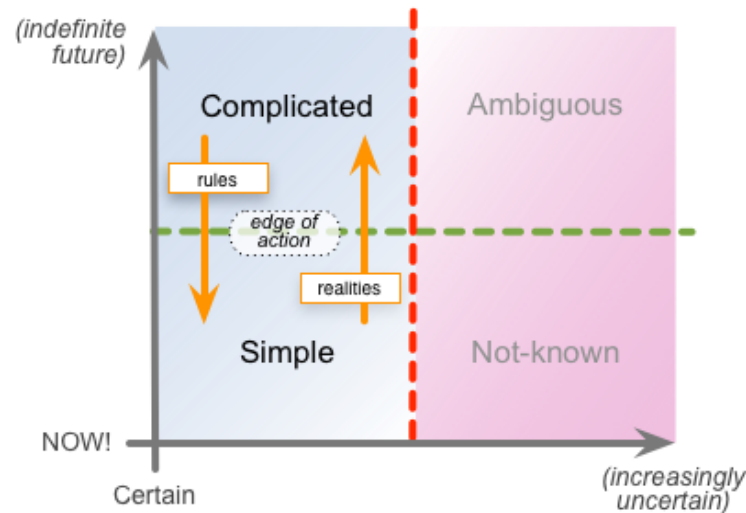 (indefinite
future)
Complicated
Ambiguous
rules
edge of
action
realities
Simple
Not-known
NOW!
Certain
(increasingly
uncertain)